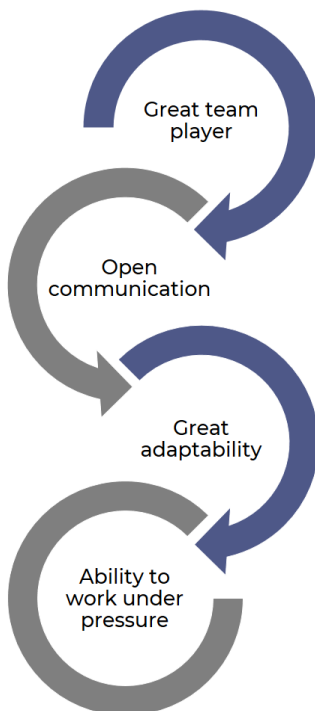 Great team
player
Open
communication
Great
adaptability
Ability to
work under
pressure